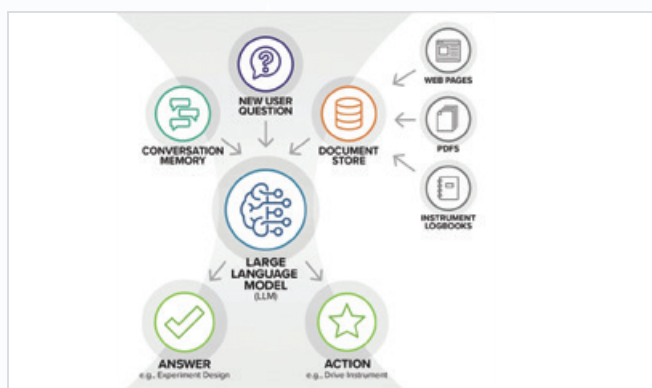 NEW USER
QUESTION
WEB PAGES
CONVERSATION
MEMORY
DOCUMENT
STORE
PDFS
INSTRUMENT
LOGBOOKS
LARGE
LANGUAGE
MODEL
(LLM)
ANSWER
e.g., Experiment Design
ACTION
e.g., Drive Instrument